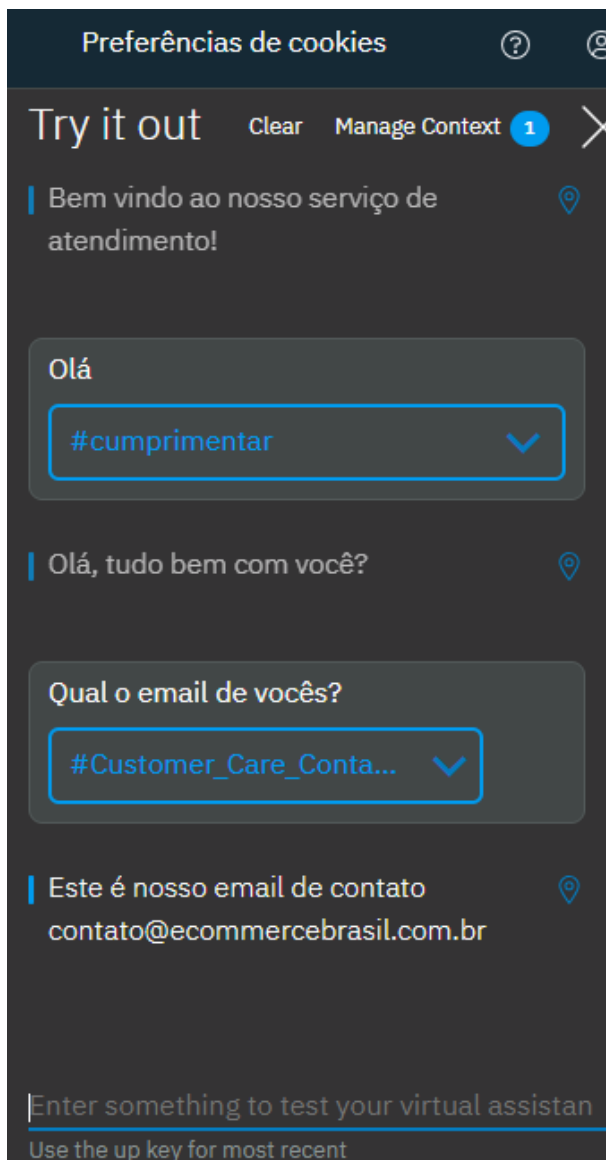 Preferências de cookies
Try it out Clear Manage Context 1
Bem vindo ao nosso serviço de
atendimento!
Olá
#cumprimentar
Olá, tudo bem com você?
Qual o email de vocês?
#Customer_Care_Conta...
Este é nosso email de contato
contato@ecommercebrasil.com.br
Enter something to test your virtual assistan
Use the up key for most recent